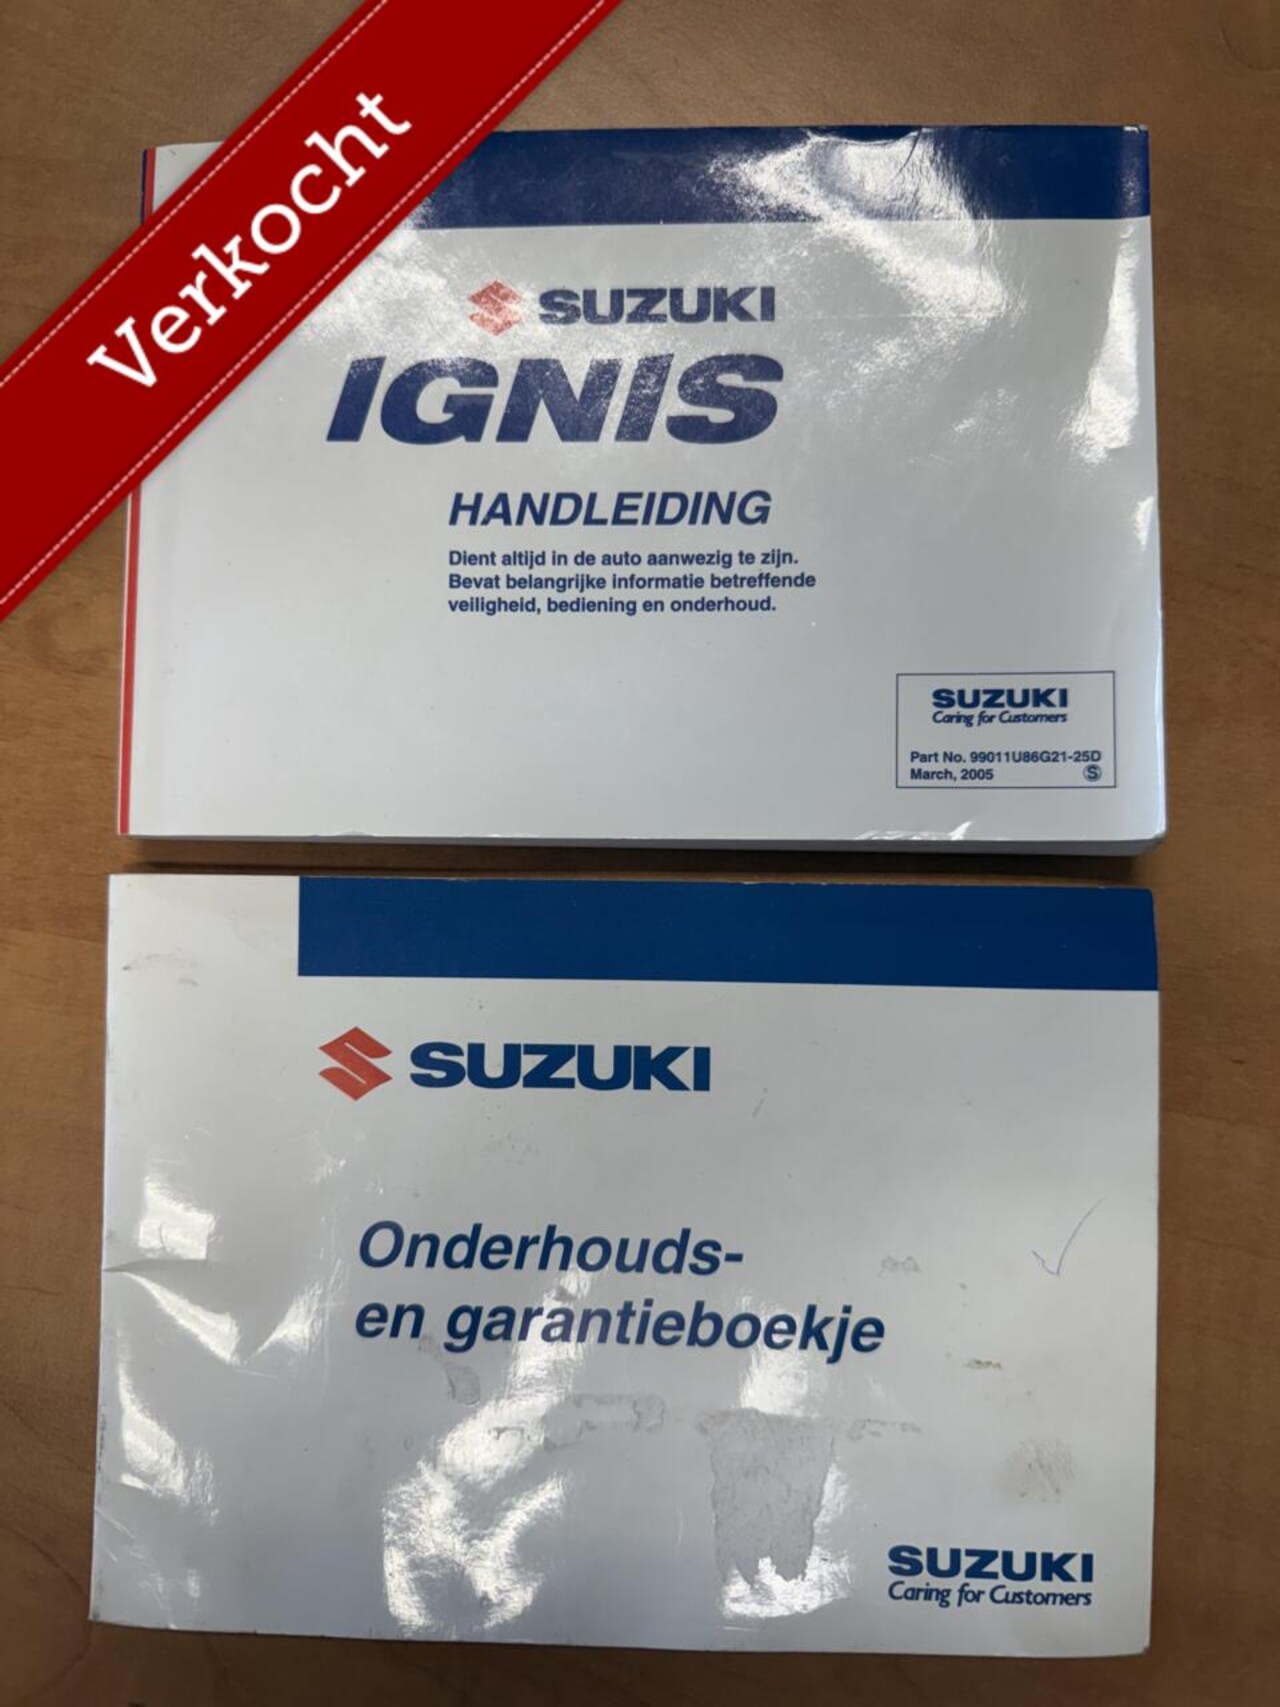 Verkocht
SUZUKI
IGNIS
HANDLEIDING
Dient altijd in de auto aanwezig te zijn.
Bevat belangrijke informatie betreffende
veiligheid, bediening en onderhoud.
SUZUKI
Caring for Customers
Part No. 99011U86G21-25D
March, 2005 Ⓢ
SUZUKI
Onderhouds-
en garantieboekje
SUZUKI
Caring for Customers